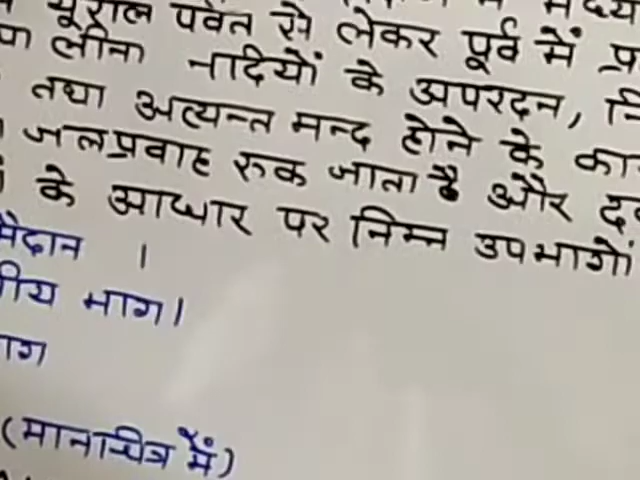 यूराल पर्वत से लेकर पूर्व में
लीना नदियों के अपरदन,
तथा अत्यन्त मन्द होने के
जलप्रवाह रुक जाता है और
के आधार पर निम्न उपभागों
मैदान ।
भाग।
भाग
(मानचित्र में)